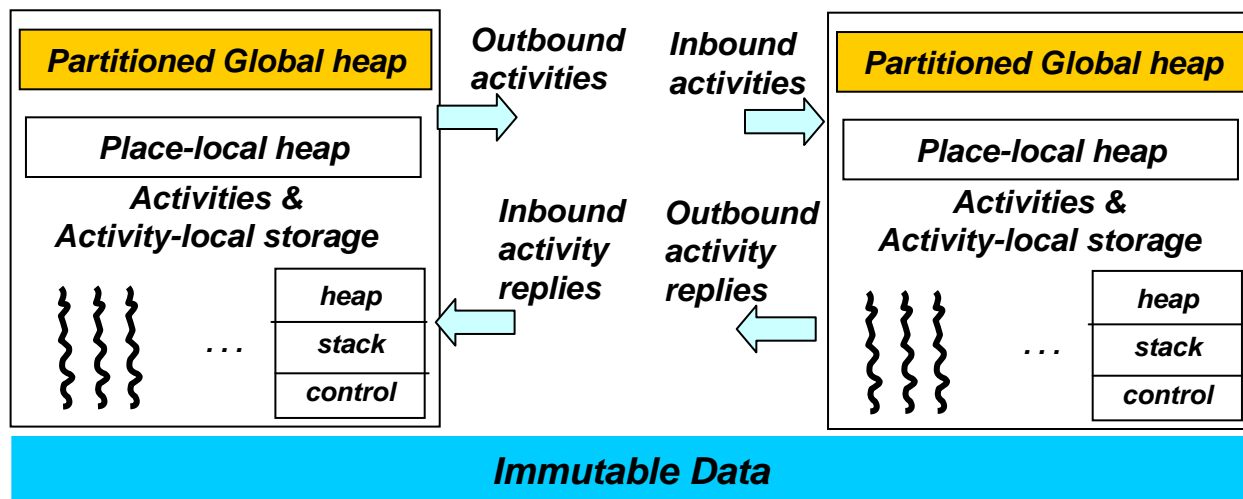 Partitioned Global heap
Place-local heap
Activities &
Activity-local storage
heap
. . .
stack
control
Outbound
activities
Inbound
activity
replies
Inbound
activities
Outbound
activity
replies
Partitioned Global heap
Place-local heap
Activities &
Activity-local storage
heap
. . .
stack
control
Immutable Data